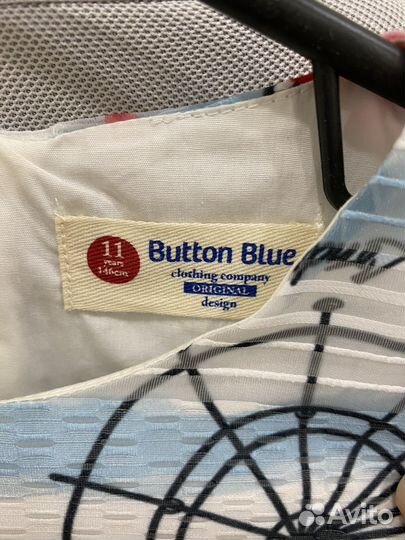 11
years
146cm
Button Blue
clothing company
ORIGINAL
design
Avito